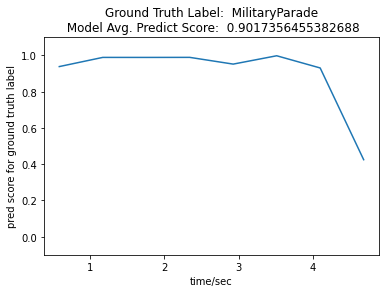 Ground Truth Label:  MilitaryParade
Model Avg. Predict Score:  0.9017356455382688
1.0
0.8
0.6
0.4
0.2
0.0
pred score for ground truth label
1 2 3 4
time/sec